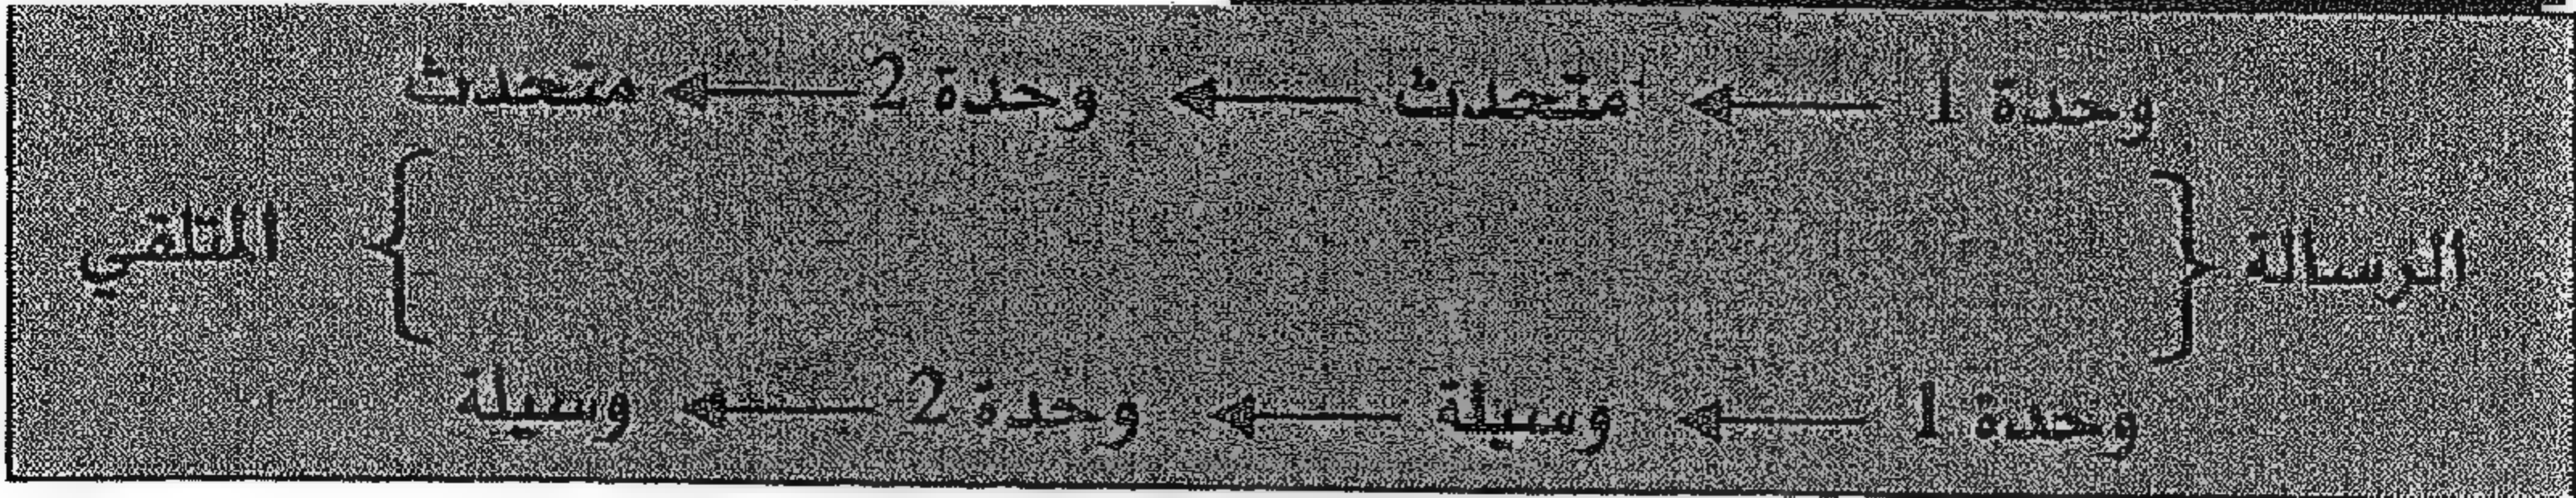 وحدة 1 ← متحدث ← وحدة 2 ← متحدث
الرسالة { } المتلقي
وحدة 1 ← وسيلة ← وحدة 2 ← وسيلة